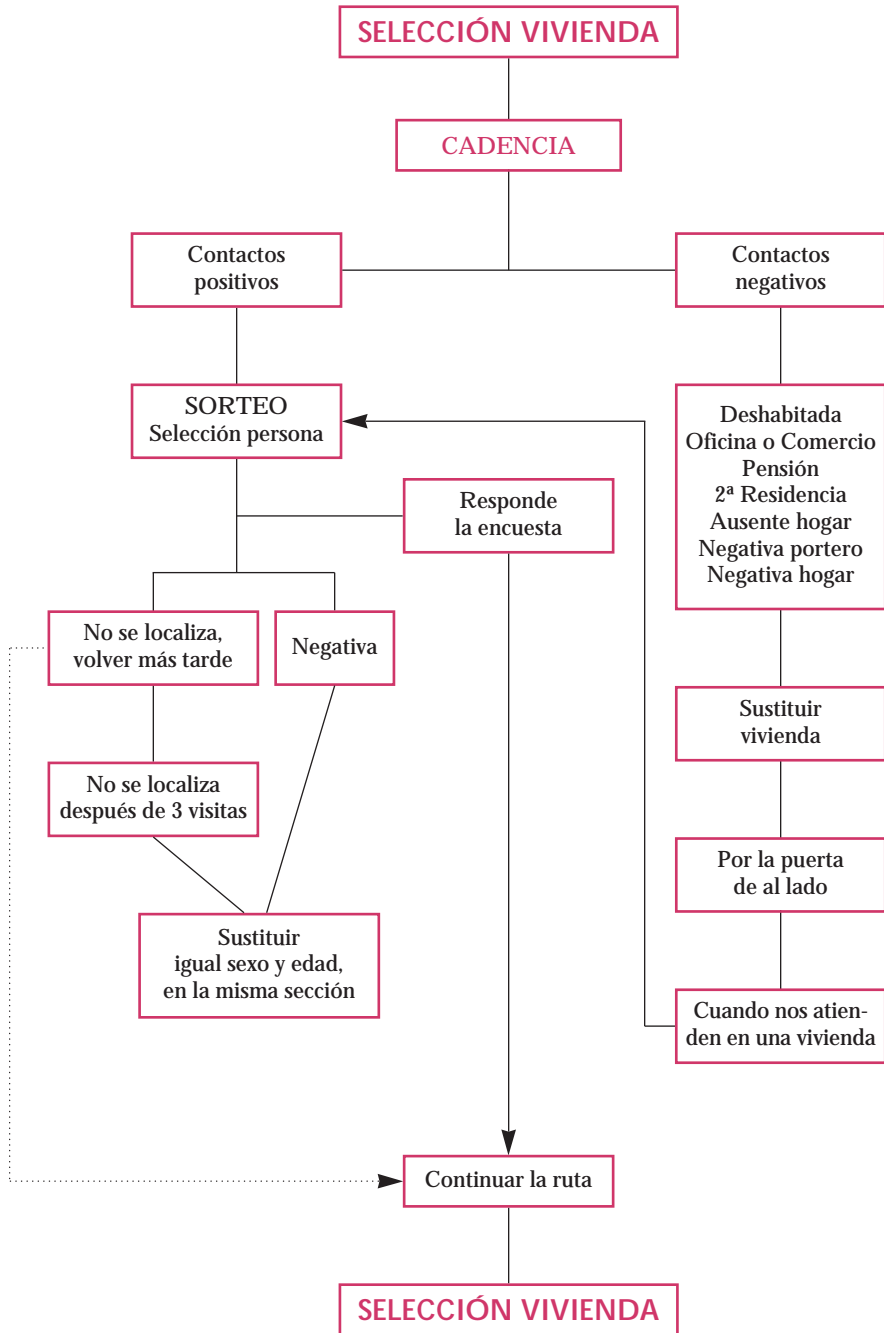 SELECCIÓN VIVIENDA
CADENCIA
Contactos
positivos
Contactos
negativos
SORTEO
Selección persona
Deshabitada
Oficina o Comercio
Pensión
2ª Residencia
Ausente hogar
Negativa portero
Negativa hogar
Responde
la encuesta
No se localiza,
volver más tarde
Negativa
Sustituir
vivienda
No se localiza
después de 3 visitas
Por la puerta
de al lado
Sustituir
igual sexo y edad,
en la misma sección
Cuando nos atien-
den en una vivienda
Continuar la ruta
SELECCIÓN VIVIENDA